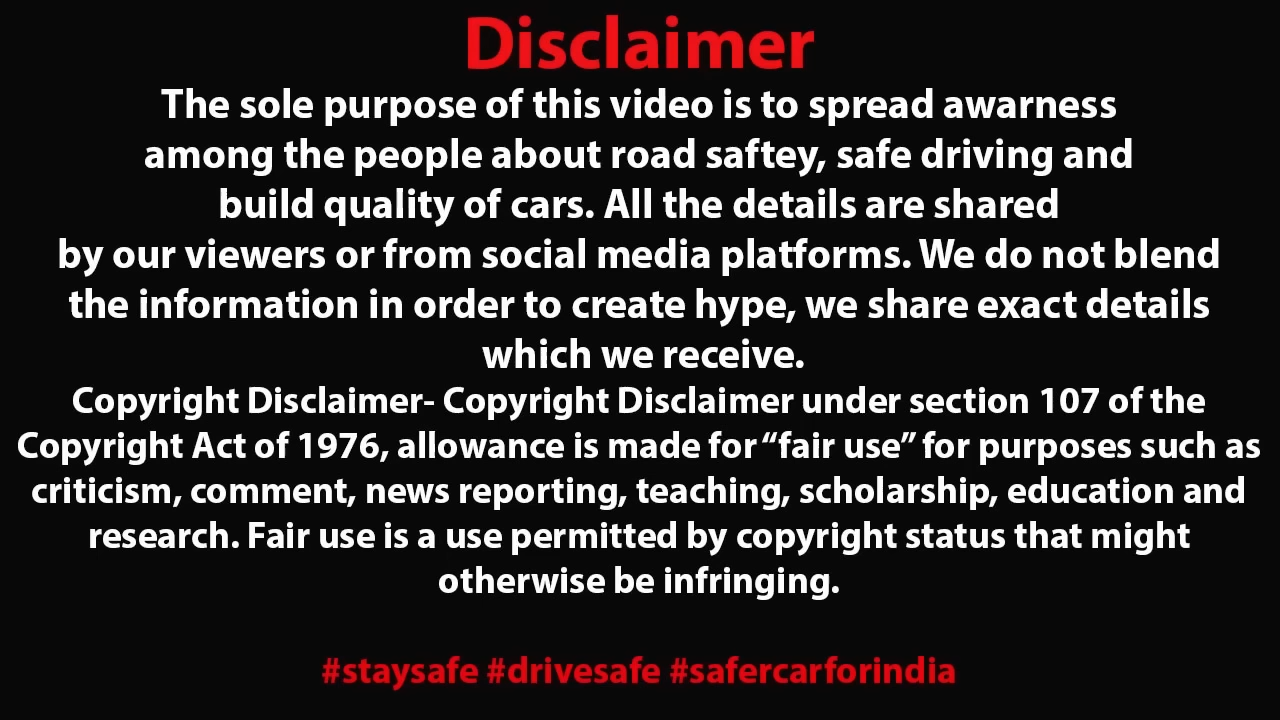 Disclaimer
The sole purpose of this video is to spread awarness
among the people about road saftey, safe driving and
build quality of cars. All the details are shared
by our viewers or from social media platforms. We do not blend
the information in order to create hype, we share exact details
which we receive.
Copyright Disclaimer- Copyright Disclaimer under section 107 of the
Copyright Act of 1976, allowance is made for “fair use” for purposes such as
criticism, comment, news reporting, teaching, scholarship, education and
research. Fair use is a use permitted by copyright status that might
otherwise be infringing.
#staysafe #drivesafe #safercarforindia